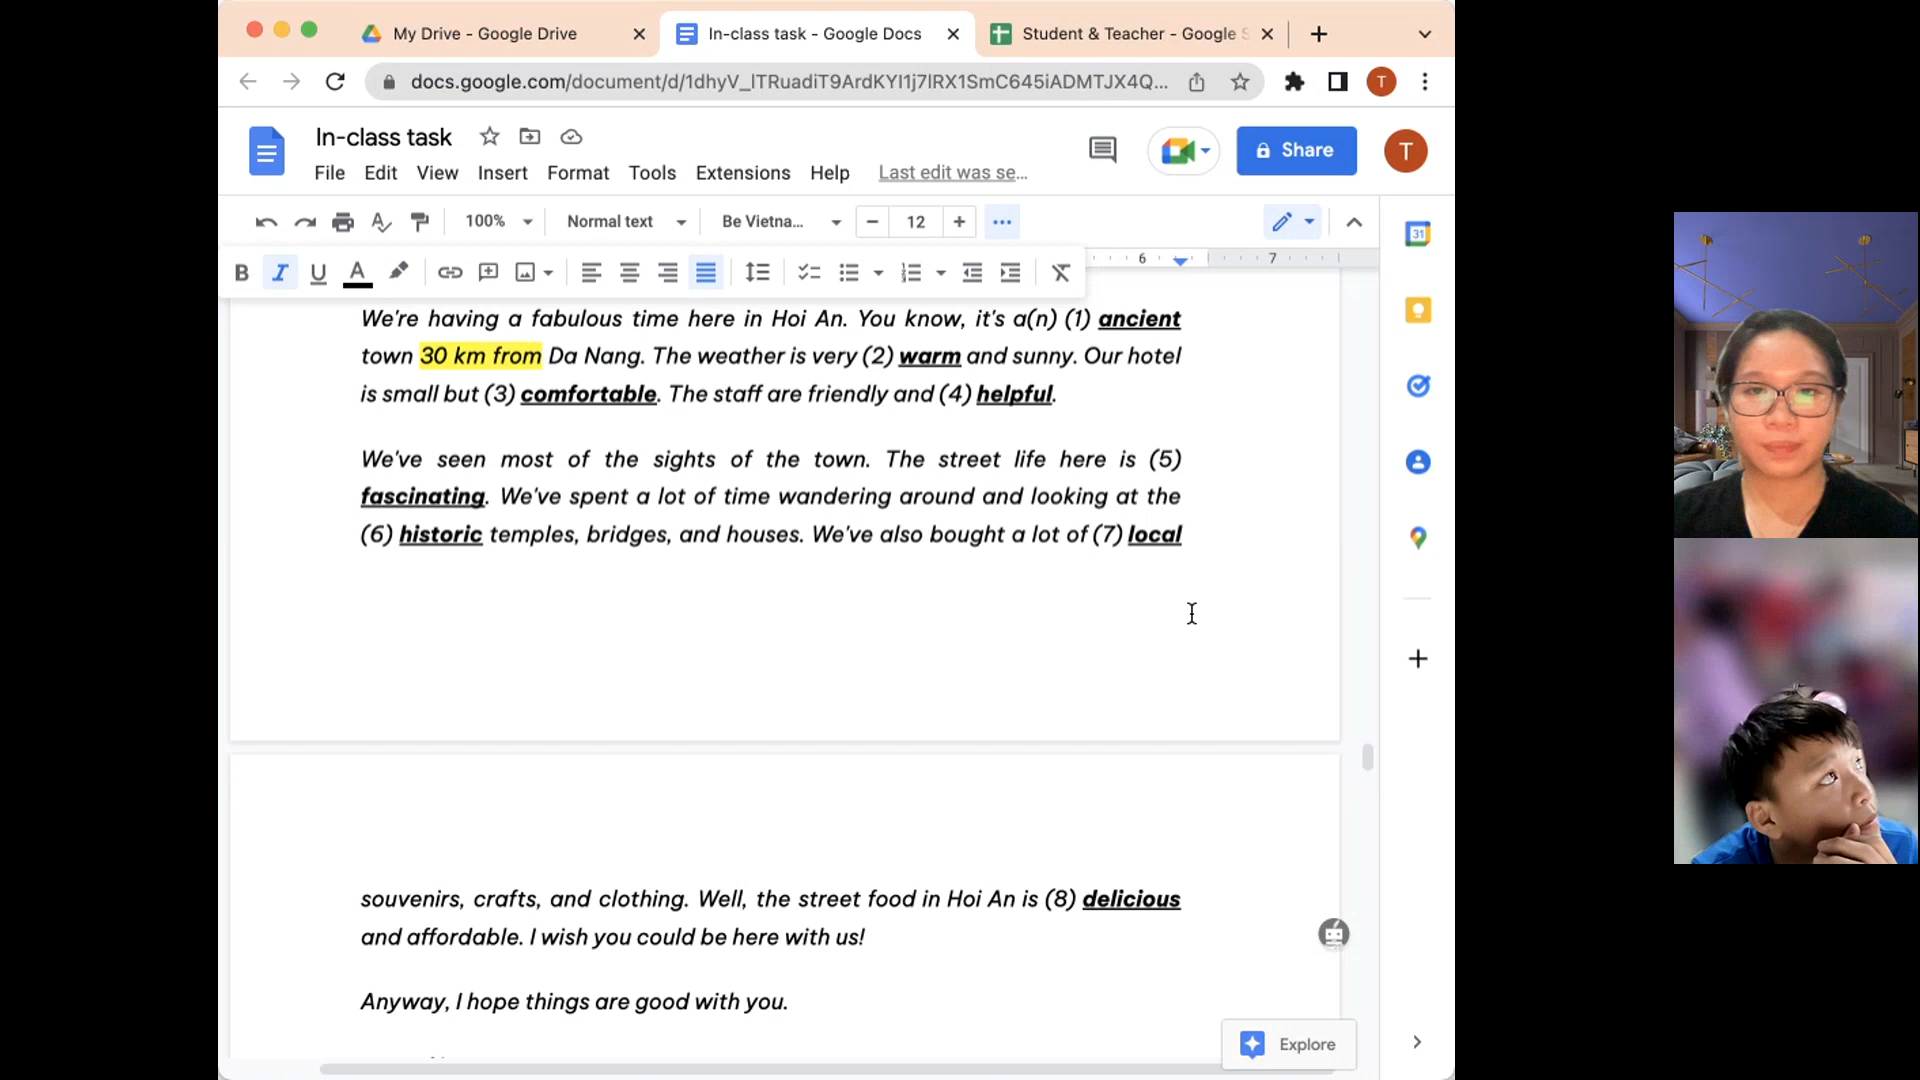 My Drive - Google Drive
In-class task - Google Docs
Student & Teacher - Google S
docs.google.com/document/d/1dhyV_lTRuadiT9ArdKYI1j7lRX1SmC645iADMTJX4Q...
T
In-class task
Share
T
File Edit View Insert Format Tools Extensions Help Last edit was se...
100% Normal text Be Vietna... − 12 +
31
B I U A
6 7
We're having a fabulous time here in Hoi An. You know, it's a(n) (1) ancient
town 30 km from Da Nang. The weather is very (2) warm and sunny. Our hotel
is small but (3) comfortable. The staff are friendly and (4) helpful.
We've seen most of the sights of the town. The street life here is (5)
fascinating. We've spent a lot of time wandering around and looking at the
(6) historic temples, bridges, and houses. We've also bought a lot of (7) local
souvenirs, crafts, and clothing. Well, the street food in Hoi An is (8) delicious
and affordable. I wish you could be here with us!
Anyway, I hope things are good with you.
Explore